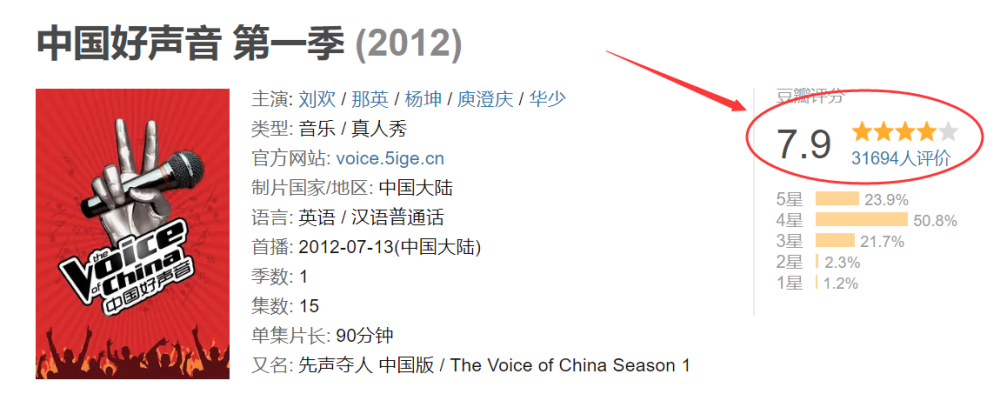 中国好声音 第一季 (2012)
the
Voice
of China
中国好声音
主演: 刘欢 / 那英 / 杨坤 / 庾澄庆 / 华少
类型: 音乐 / 真人秀
官方网站: voice.5ige.cn
制片国家/地区: 中国大陆
语言: 英语 / 汉语普通话
首播: 2012-07-13(中国大陆)
季数: 1
集数: 15
单集片长: 90分钟
又名: 先声夺人 中国版 / The Voice of China Season 1
豆瓣评分
7.9
31694人评价
5星 23.9%
4星 50.8%
3星 21.7%
2星 2.3%
1星 1.2%